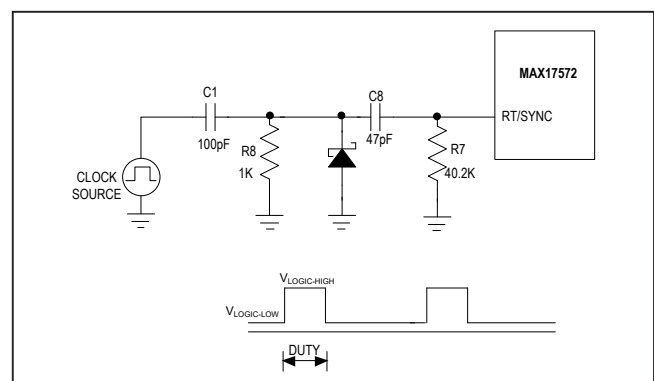 MAX17572
C1
C8
RT/SYNC
100pF
47pF
R8
1K
R7
40.2K
CLOCK
SOURCE
VLOGIC-HIGH
VLOGIC-LOW
DUTY